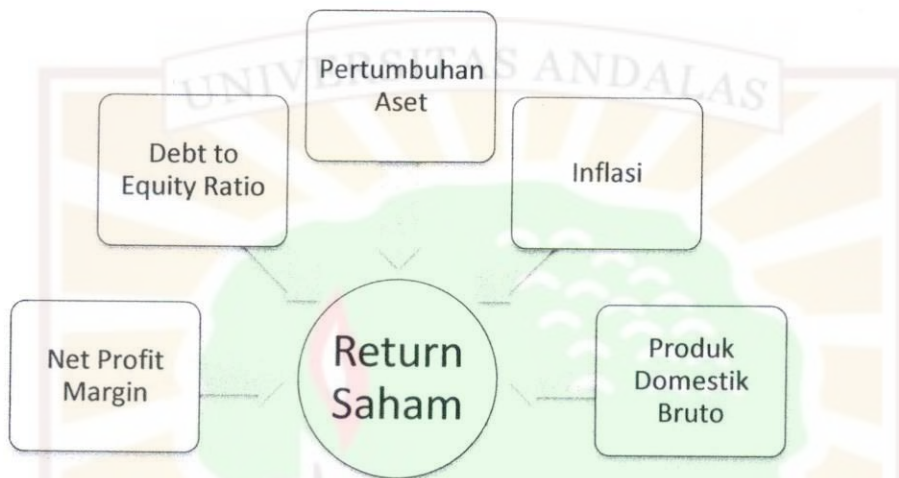 UNIVERSITAS ANDALAS
Pertumbuhan
Aset
Debt to
Equity Ratio
Inflasi
Net Profit
Margin
Return
Saham
Produk
Domestik
Bruto